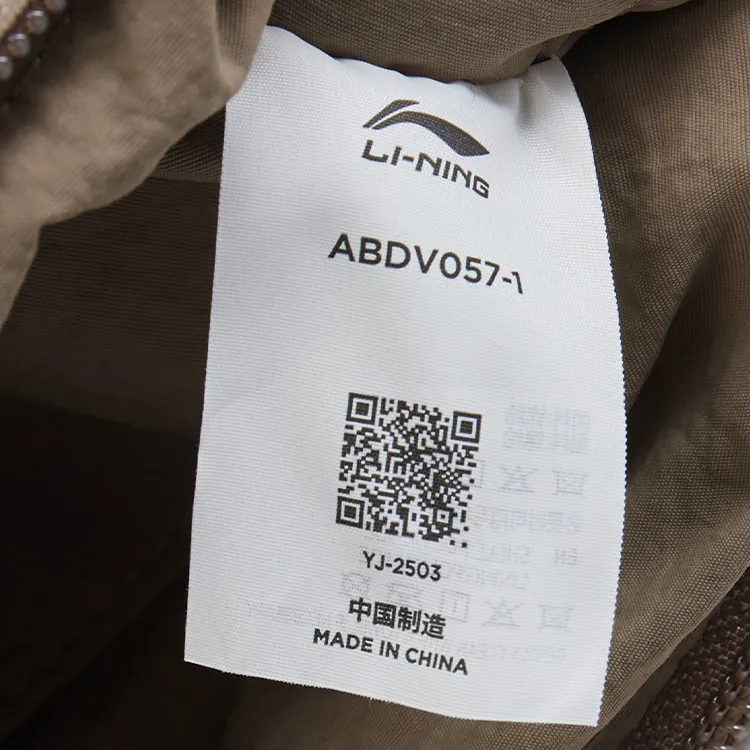 LI-NING
ABDV057-1
YJ-2503
中国制造
MADE IN CHINA